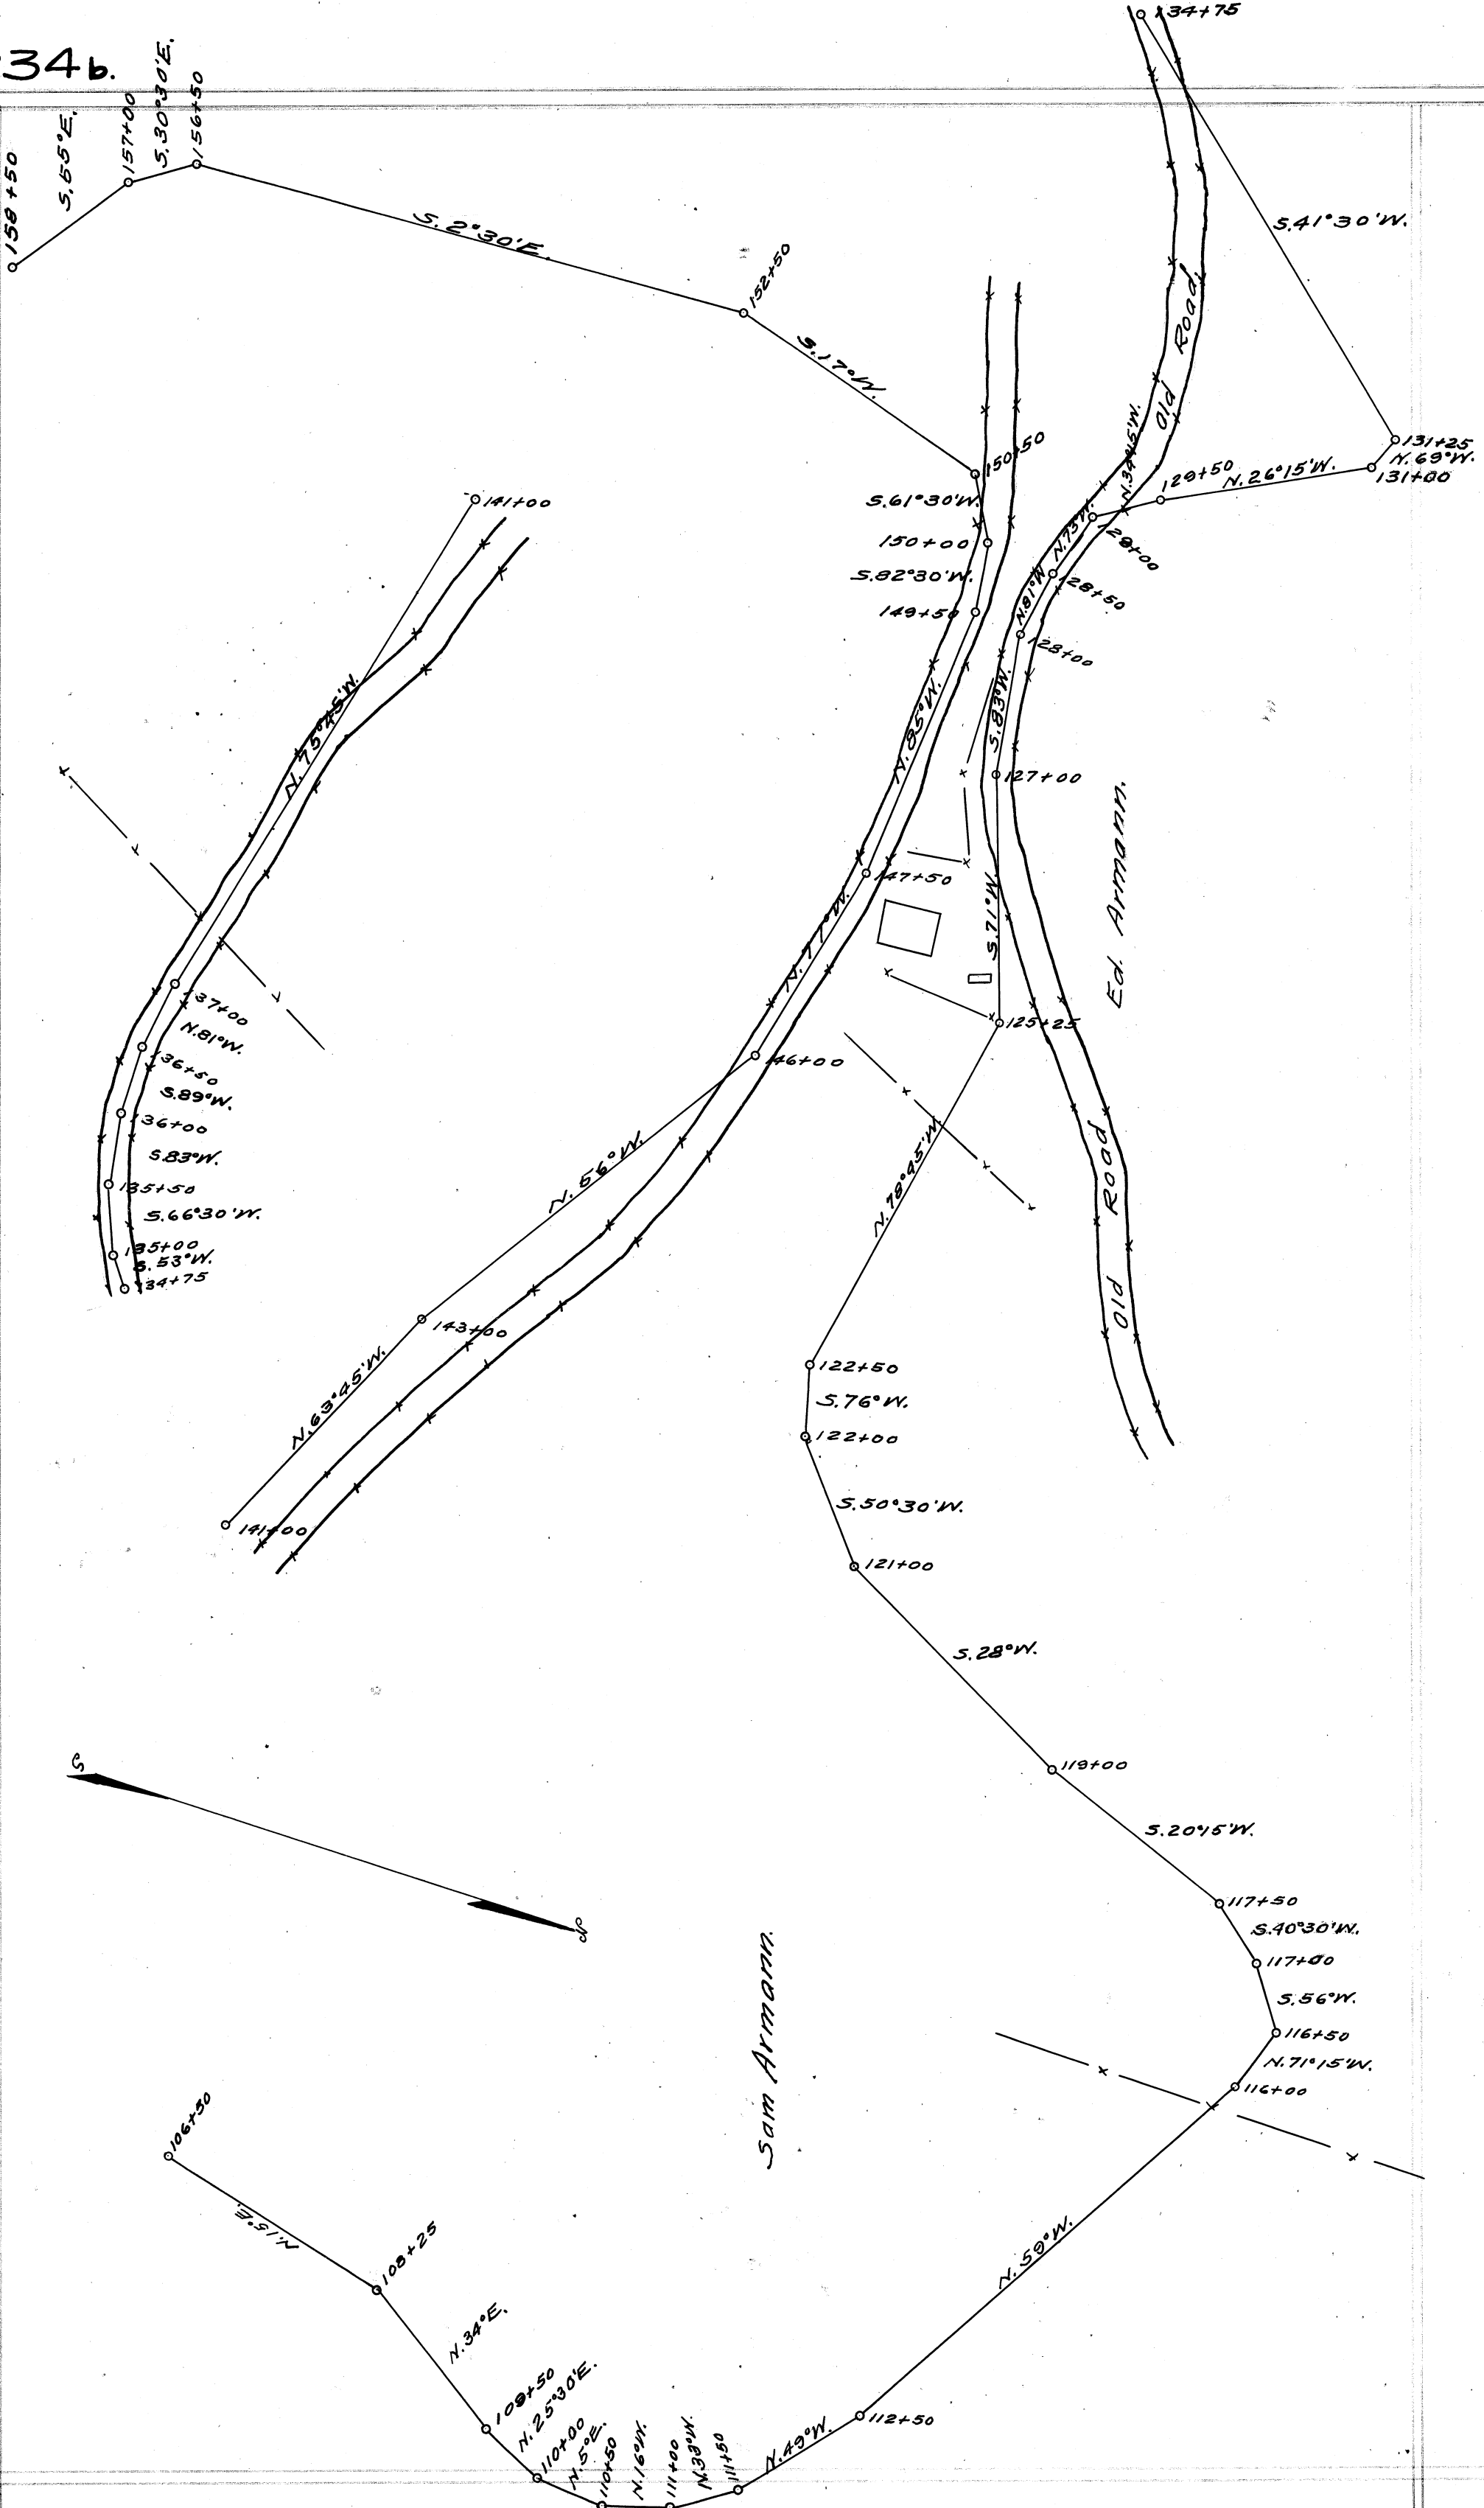 34b.
134+75
S.41°30'W.
131+25
N.69°W.
131+00
N.26°15'W.
129+50
N.34°45'W.
129+00
N.73°W.
128+50
N.81°W.
128+00
S.83°W.
127+00
S.71°W.
125+25
N.78°45'W.
122+50
S.76°W.
122+00
S.50°30'W.
121+00
S.28°W.
119+00
S.20°15'W.
117+50
S.40°30'W.
117+00
S.56°W.
116+50
N.71°15'W.
116+00
N.59°W.
112+50
N.49°W.
111+50
N.38°W.
111+00
N.16°W.
110+50
N.5°E.
110+00
N.25°30'E.
109+50
N.34°E.
108+25
N.15°E.
106+50
158+50
S.55°E.
157+00
S.30°30'E.
156+50
S.2°30'E.
152+50
S.17°W.
150+50
S.61°30'W.
150+00
S.82°30'W.
149+50
N.85°W.
147+50
N.77°W.
146+00
N.56°W.
143+00
N.63°45'W.
141+00
141+00
N.75°45'W.
137+00
N.81°W.
136+50
S.89°W.
136+00
S.83°W.
135+50
S.66°30'W.
135+00
S.53°W.
134+75
Old Road.
Old Road
Ed. Armann.
Sam Armann.
S
N